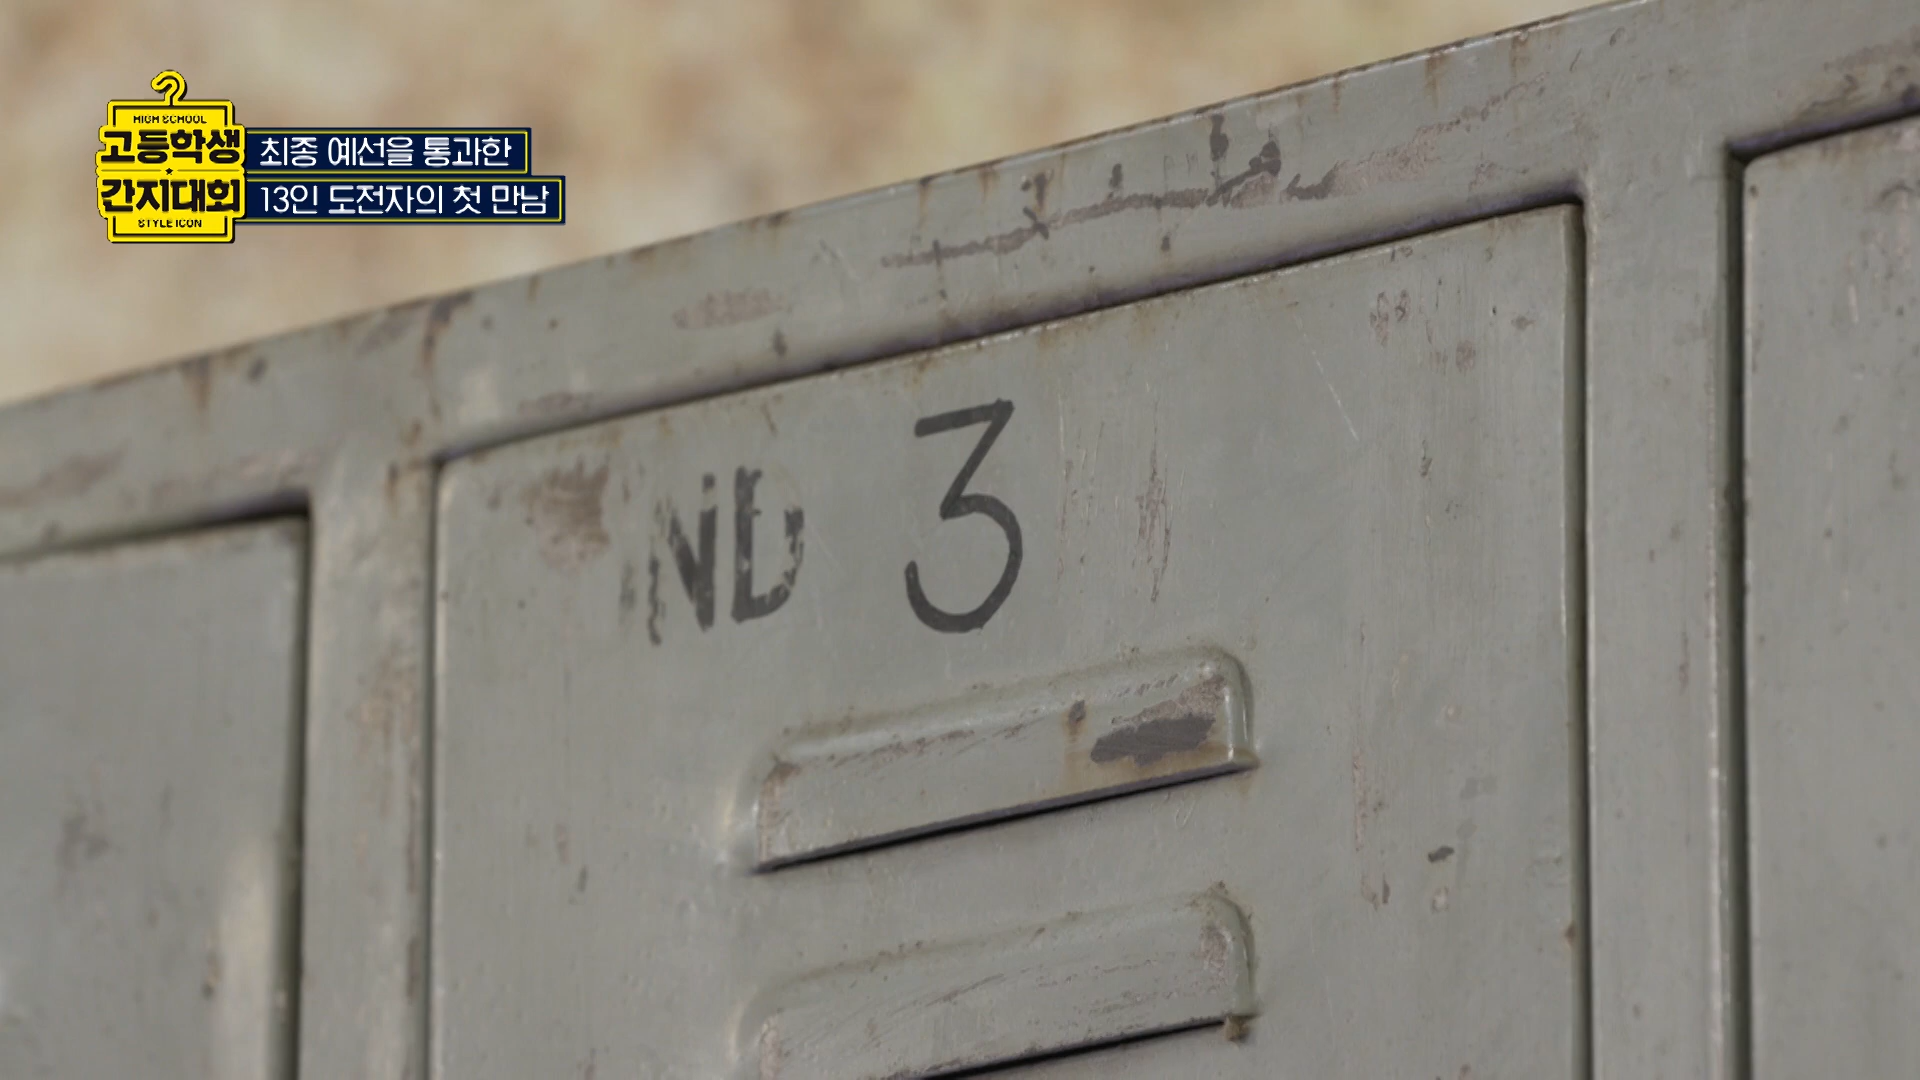 HIGH SCHOOL
고등학생
간지대회
STYLE ICON
최종 예선을 통과한
13인 도전자의 첫 만남
ND 3